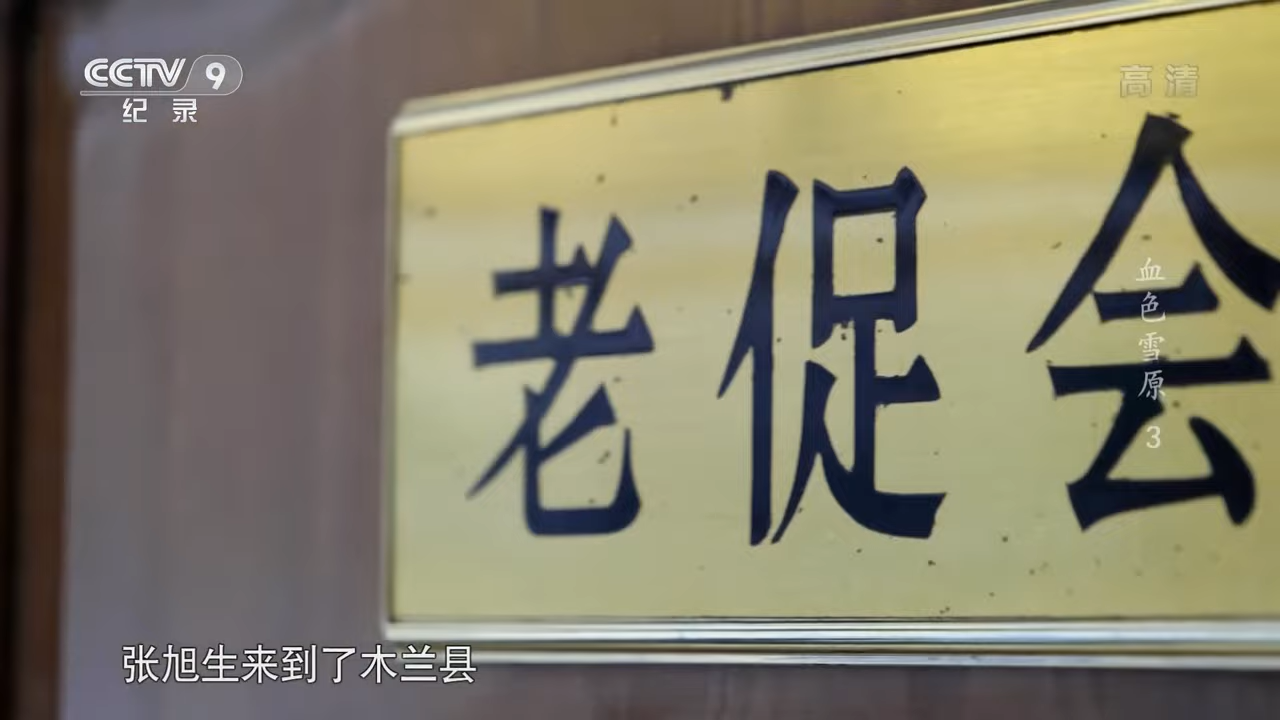 CCTV 9
纪录
高清
老促会
血色雪原 3
张旭生来到了木兰县